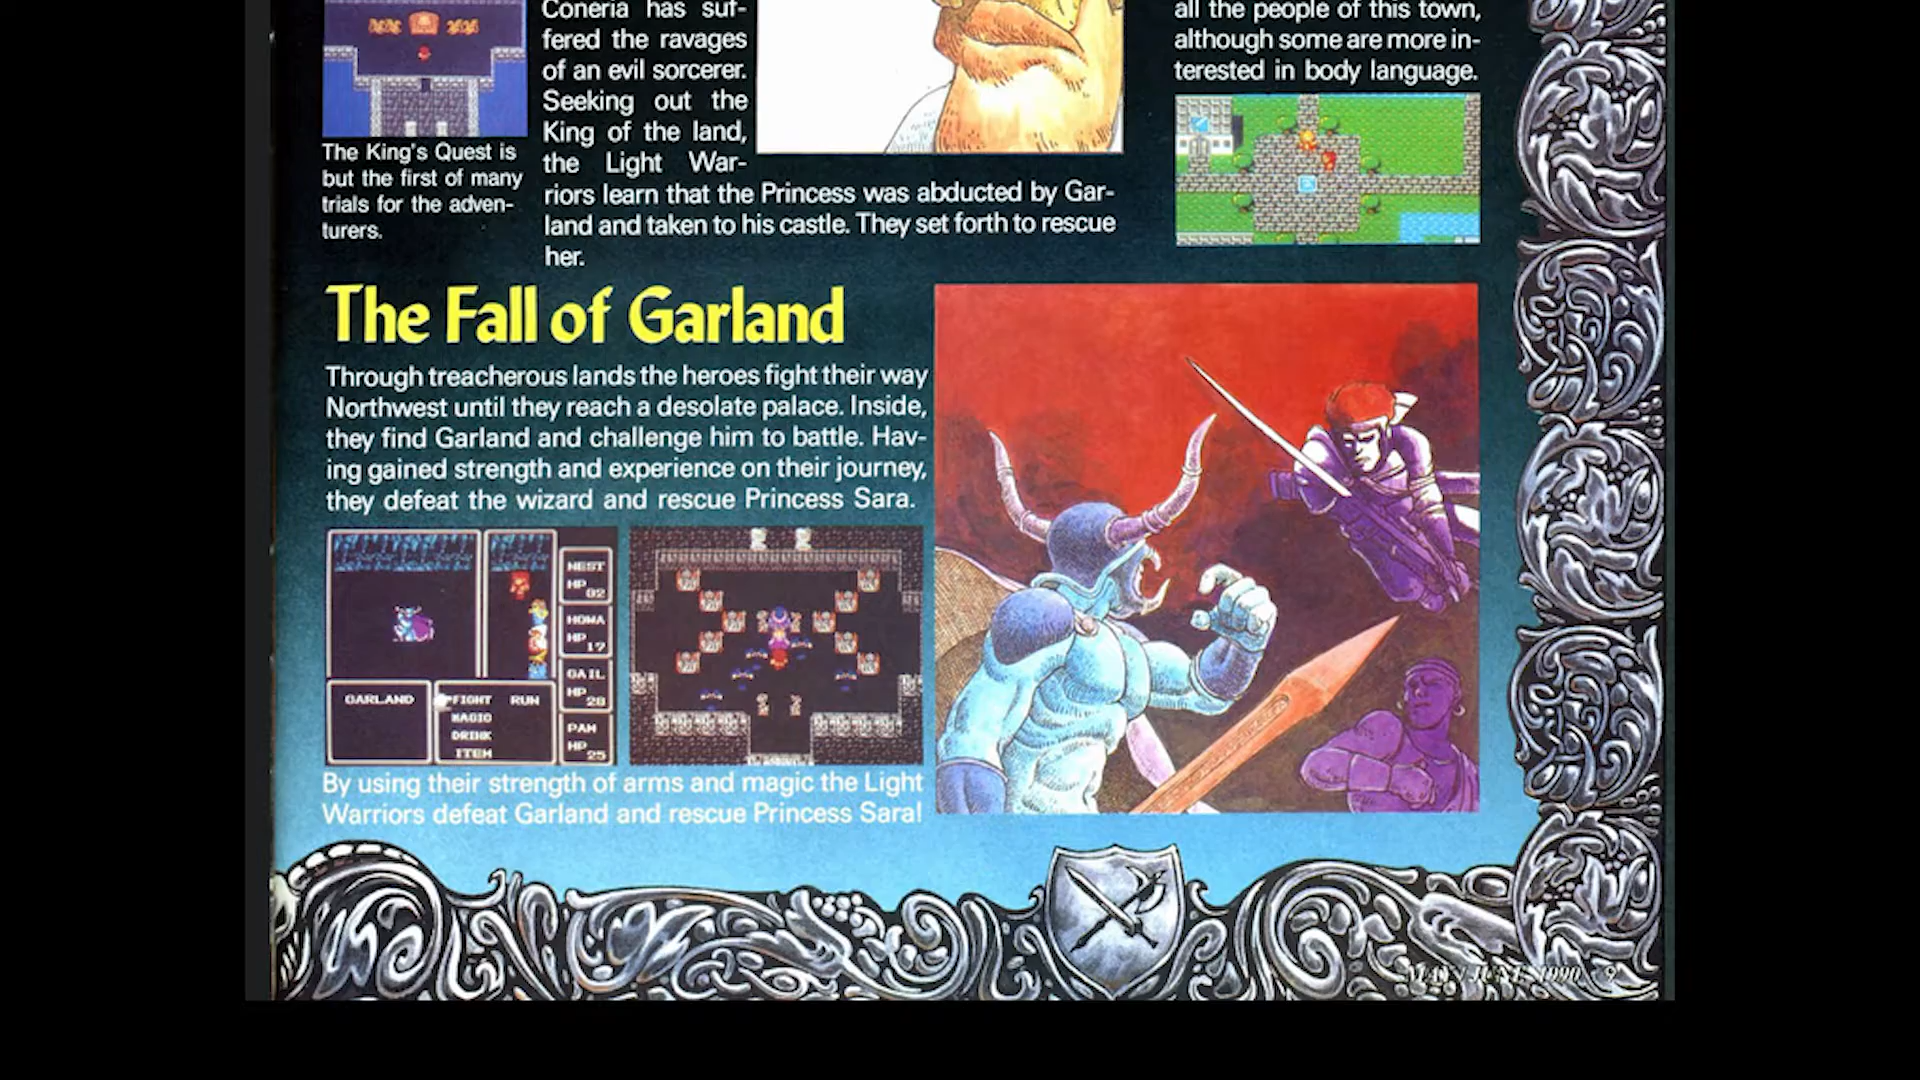 Coneria has suf-
fered the ravages
of an evil sorcerer.
Seeking out the
King of the land,
the Light War-
riors learn that the Princess was abducted by Gar-
land and taken to his castle. They set forth to rescue
her.
The King's Quest is
but the first of many
trials for the adven-
turers.
all the people of this town,
although some are more in-
terested in body language.
The Fall of Garland
Through treacherous lands the heroes fight their way
Northwest until they reach a desolate palace. Inside,
they find Garland and challenge him to battle. Hav-
ing gained strength and experience on their journey,
they defeat the wizard and rescue Princess Sara.
NEST
HP
02
HOMA
HP
17
GAIL
HP
28
PAM
HP
25
GARLAND
FIGHT RUN
MAGIC
DRINK
ITEM
By using their strength of arms and magic the Light
Warriors defeat Garland and rescue Princess Sara!
MAY/JUNE 1990 9